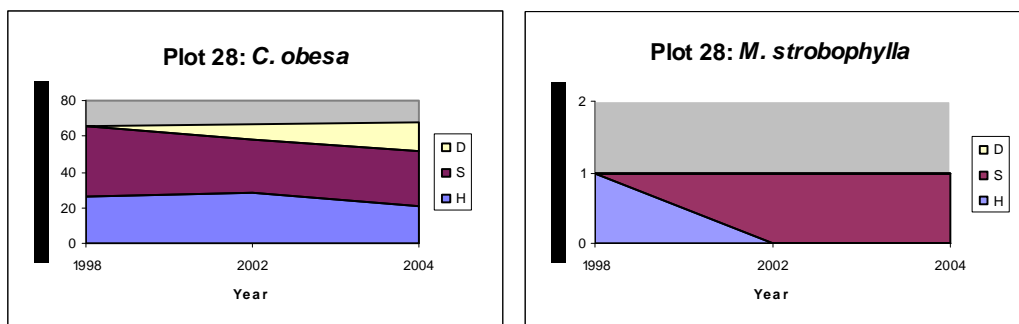 Plot 28: C. obesa
80
60
40
20
0
1998 2002 2004
Year
D
S
H
Plot 28: M. strobophylla
2
1
0
1998 2002 2004
Year
D
S
H